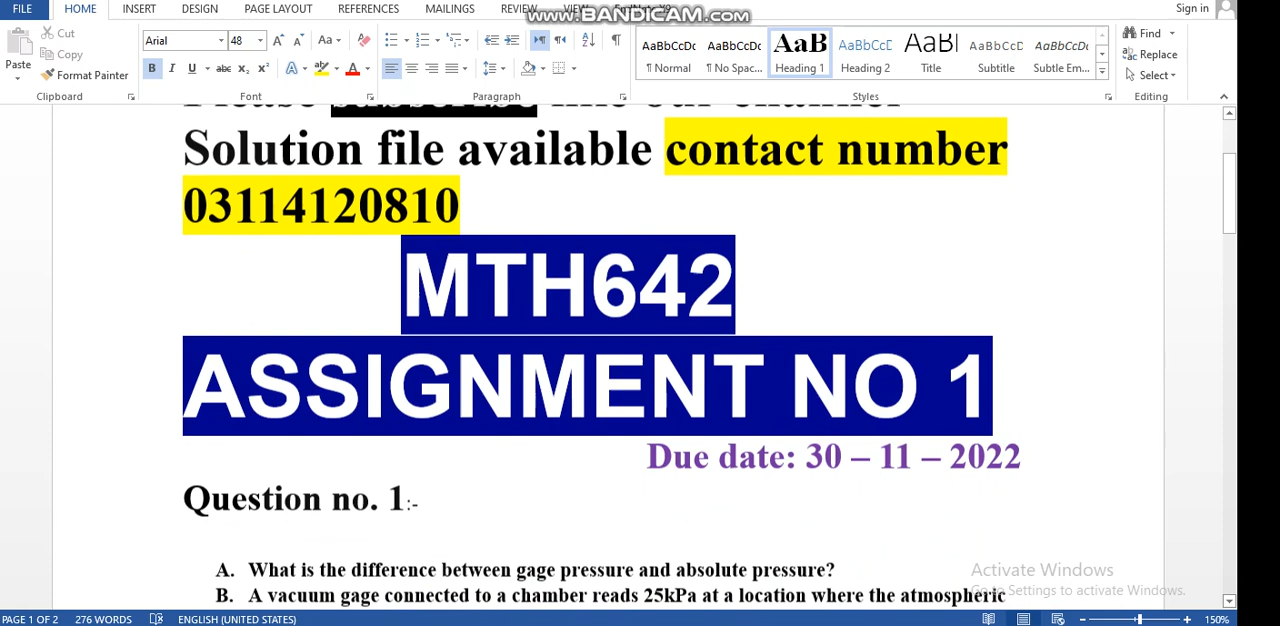 FILE HOME INSERT DESIGN PAGE LAYOUT REFERENCES MAILINGS REVIEW
www.BANDICAM.com
Sign in
Cut
Copy
Format Painter
Paste
Clipboard
Arial 48
Font
Paragraph
AaBbCcDc ¶ Normal
AaBbCcDc ¶ No Spac...
AaB Heading 1
AaBbCcC Heading 2
AaBl Title
AaBbCcD Subtitle
AaBbCcDc Subtle Em...
Styles
Find
Replace
Select
Editing
Solution file available contact number
03114120810
MTH642
ASSIGNMENT NO 1
Due date: 30 – 11 – 2022
Question no. 1:-
A. What is the difference between gage pressure and absolute pressure?
B. A vacuum gage connected to a chamber reads 25kPa at a location where the atmospheric
Activate Windows
Go to Settings to activate Windows.
PAGE 1 OF 2 276 WORDS ENGLISH (UNITED STATES) 150%